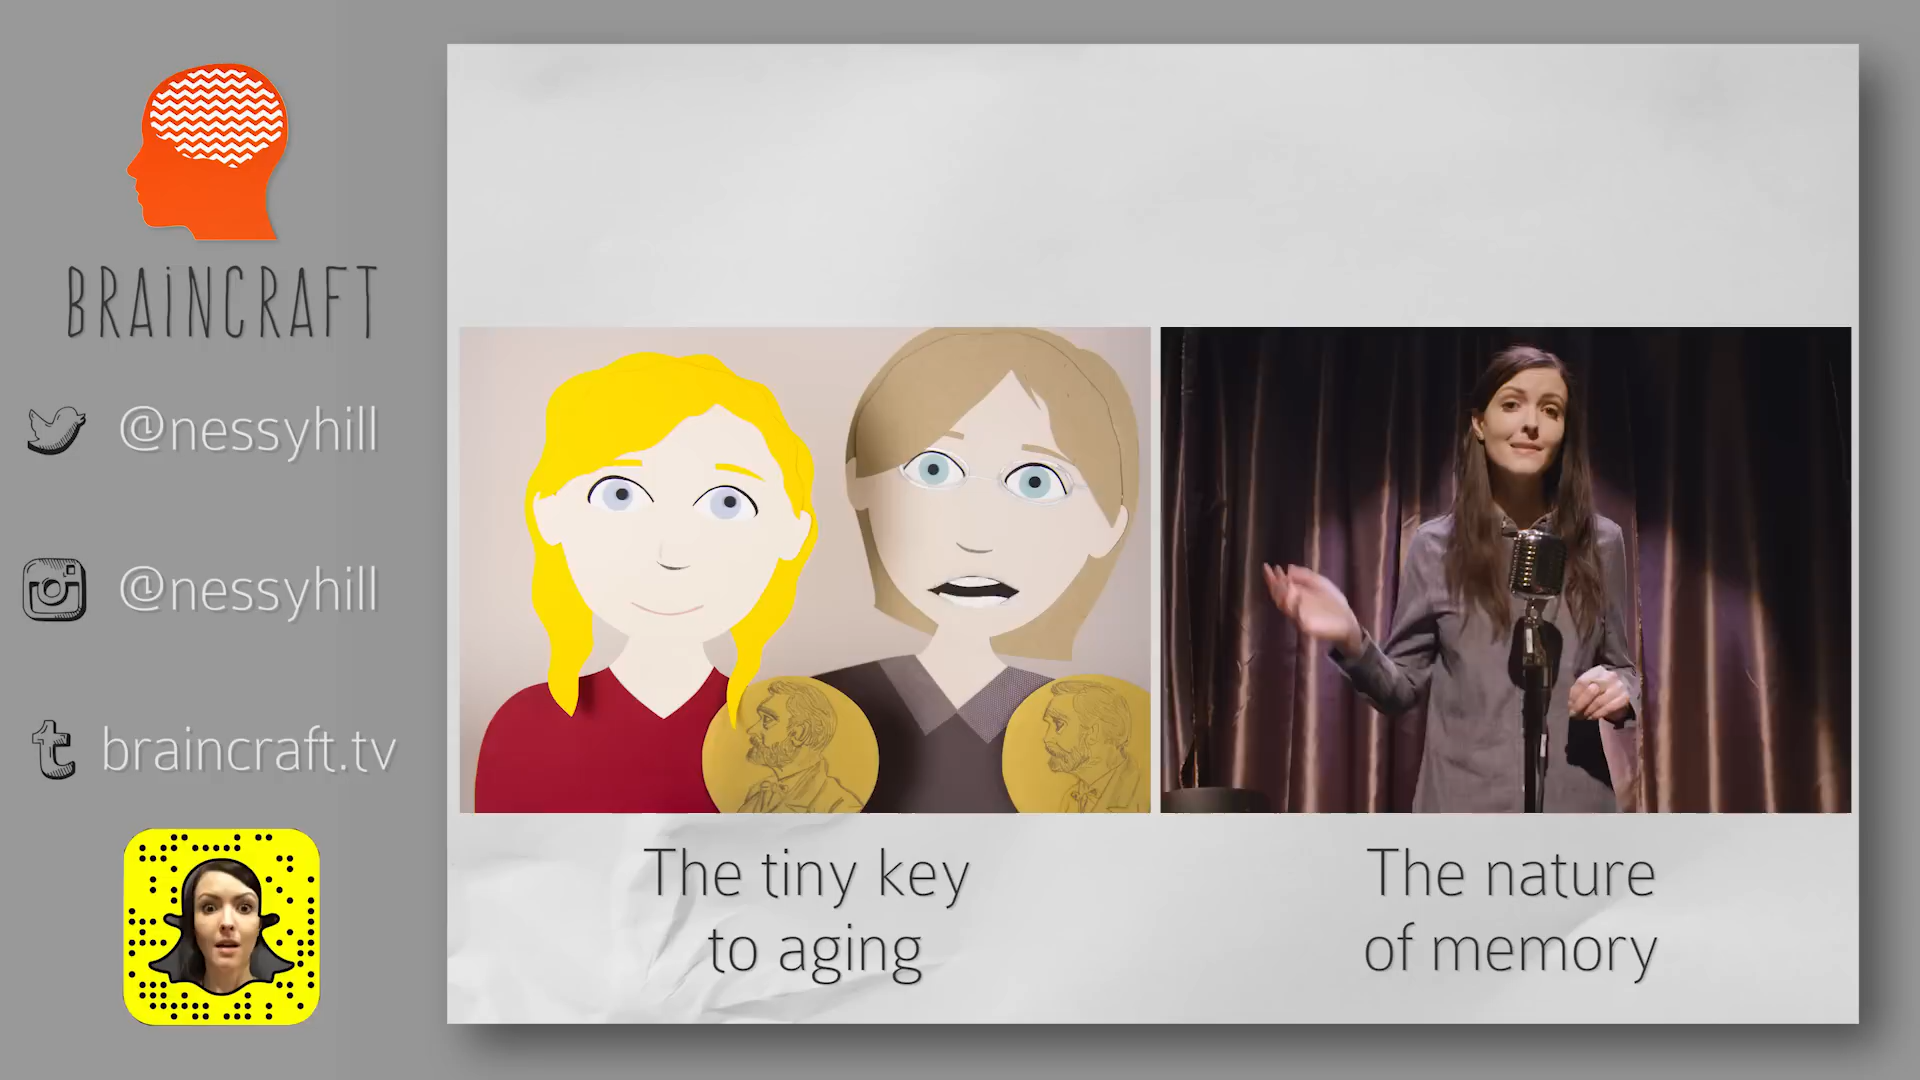 BRAINCRAFT
@nessyhill
@nessyhill
braincraft.tv
The tiny key
to aging
The nature
of memory